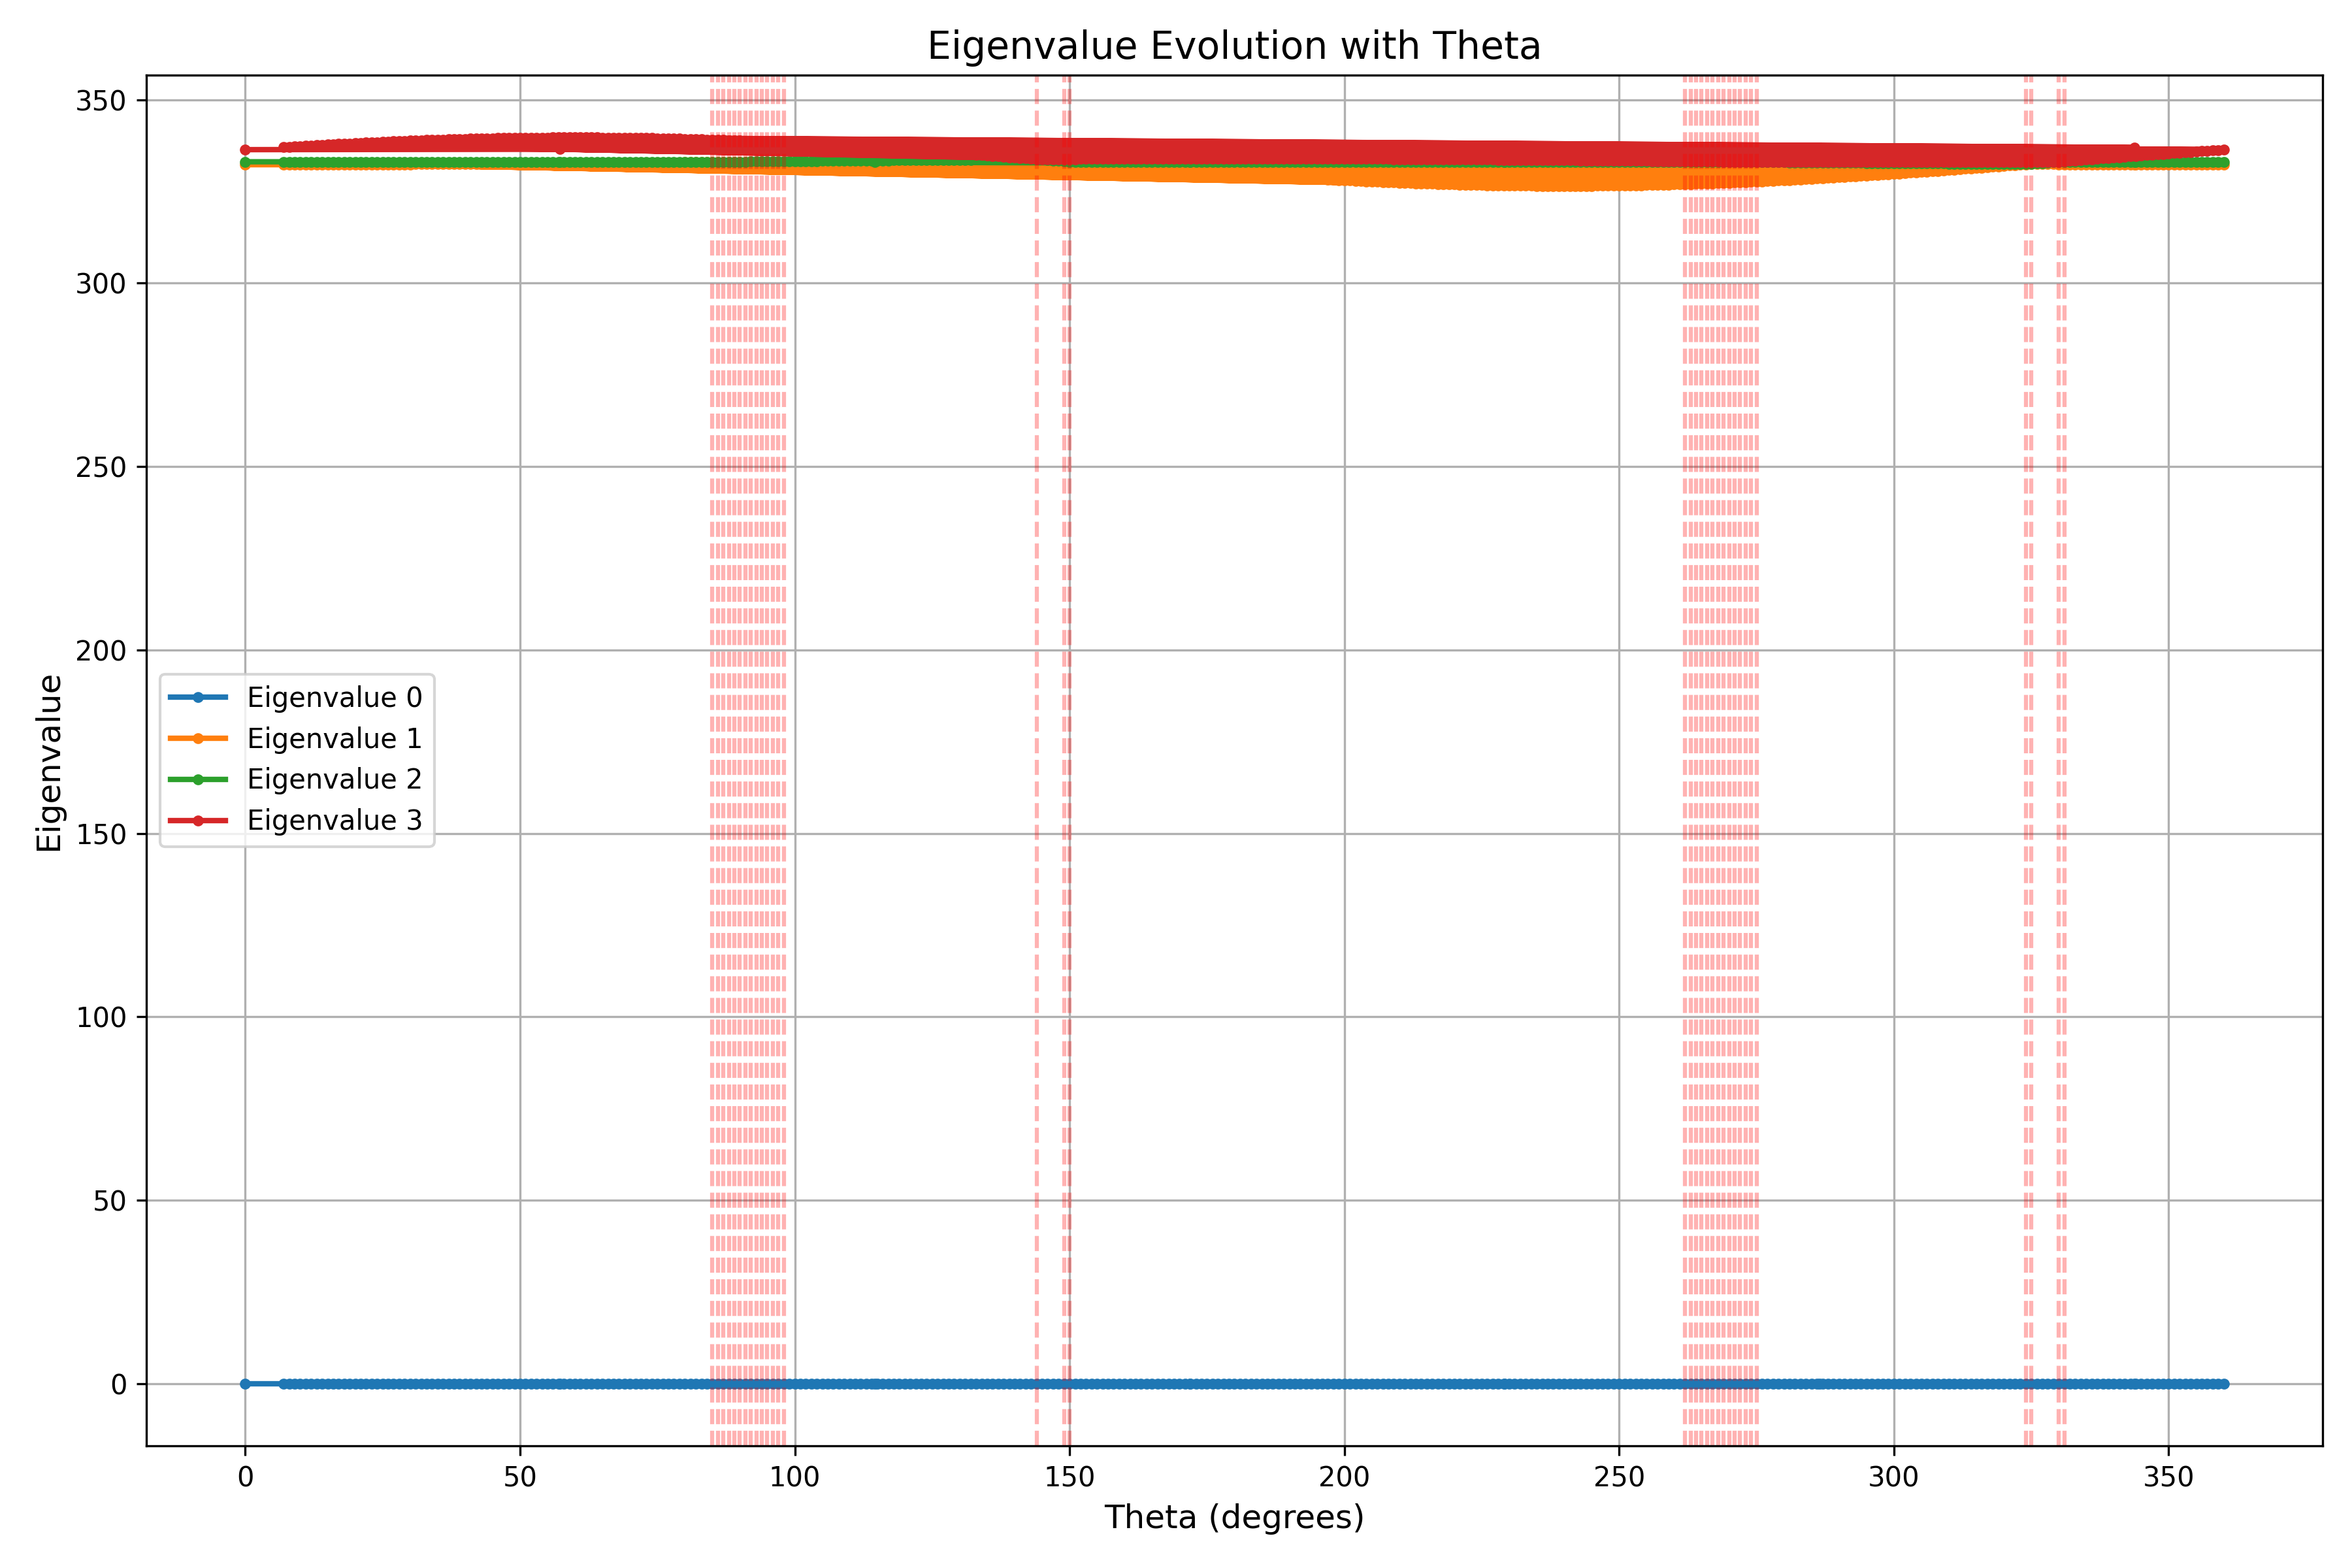 Eigenvalue Evolution with Theta
350
300
250
200
150
100
50
0
Eigenvalue
Eigenvalue 0
Eigenvalue 1
Eigenvalue 2
Eigenvalue 3
0 50 100 150 200 250 300 350
Theta (degrees)